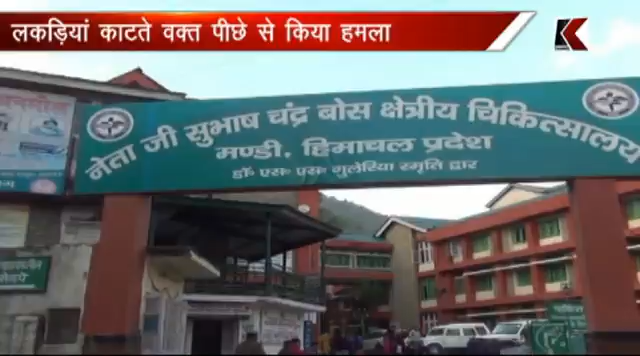 लकड़ियां काटते वक्त पीछे से किया हमला
नेता जी सुभाष चंद्र बोस क्षेत्रीय चिकित्सालय
मण्डी, हिमाचल प्रदेश
डॉ॰ एस॰ एस॰ गुलेरिया स्मृति द्वार